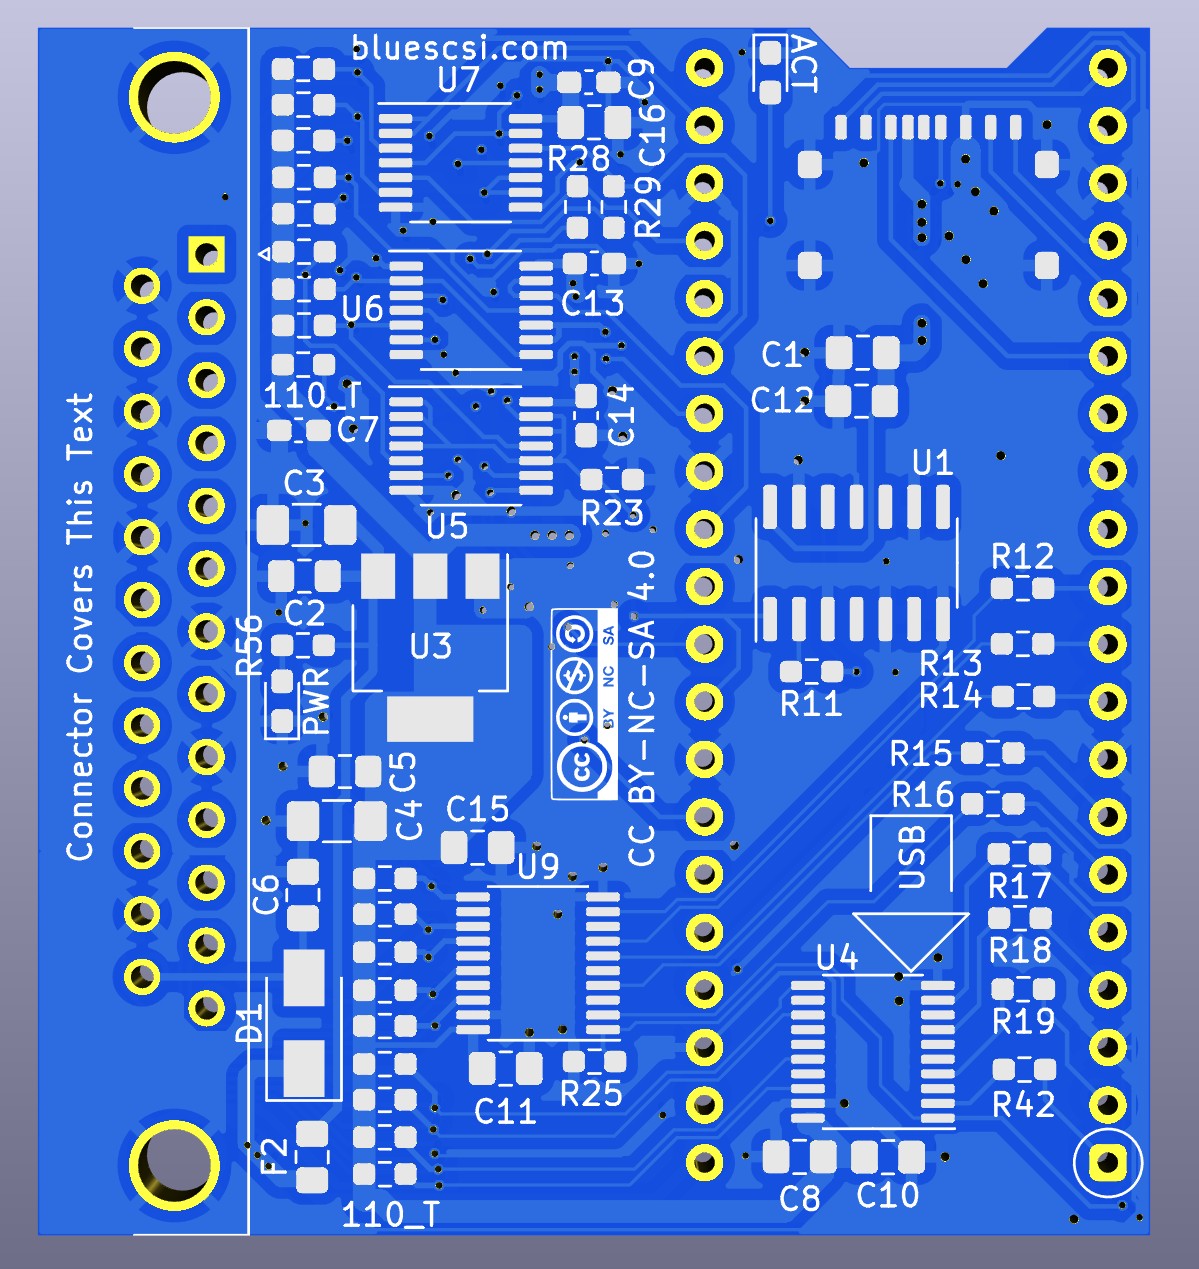 bluescsi.com
U7
C9
ACT
C16
R28
R29
C13
U6
C1
C12
110_T
C7
C14
U1
C3
R23
U5
R12
C2
R56
U3
PWR
SA
NC
BY
cc
CC BY-NC-SA 4.0
R13
R14
R11
Connector Covers This Text
R15
R16
C5
C4
C15
U9
USB
R17
C6
R18
U4
D1
R19
C11
R25
R42
F2
C8
C10
110_T